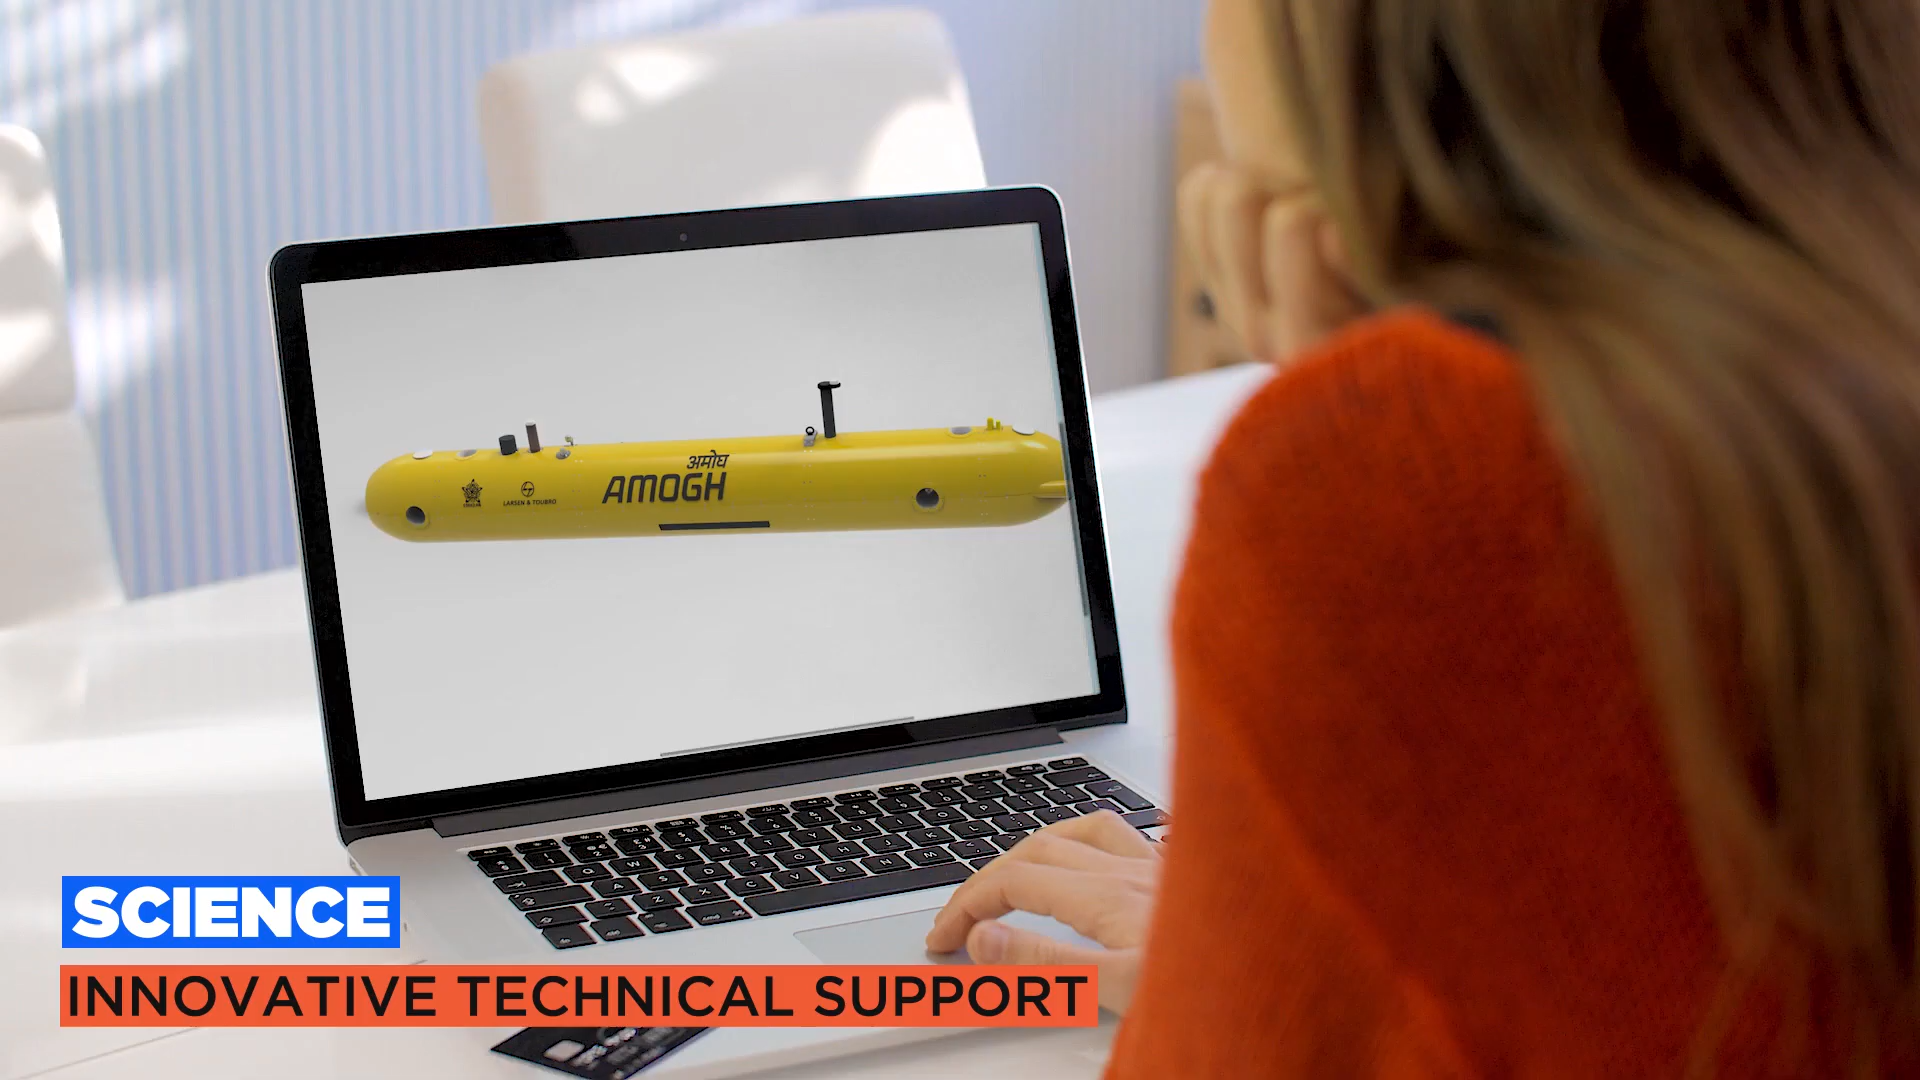 अमोघ
AMOGH
LARSEN & TOUBRO
SCIENCE
INNOVATIVE TECHNICAL SUPPORT